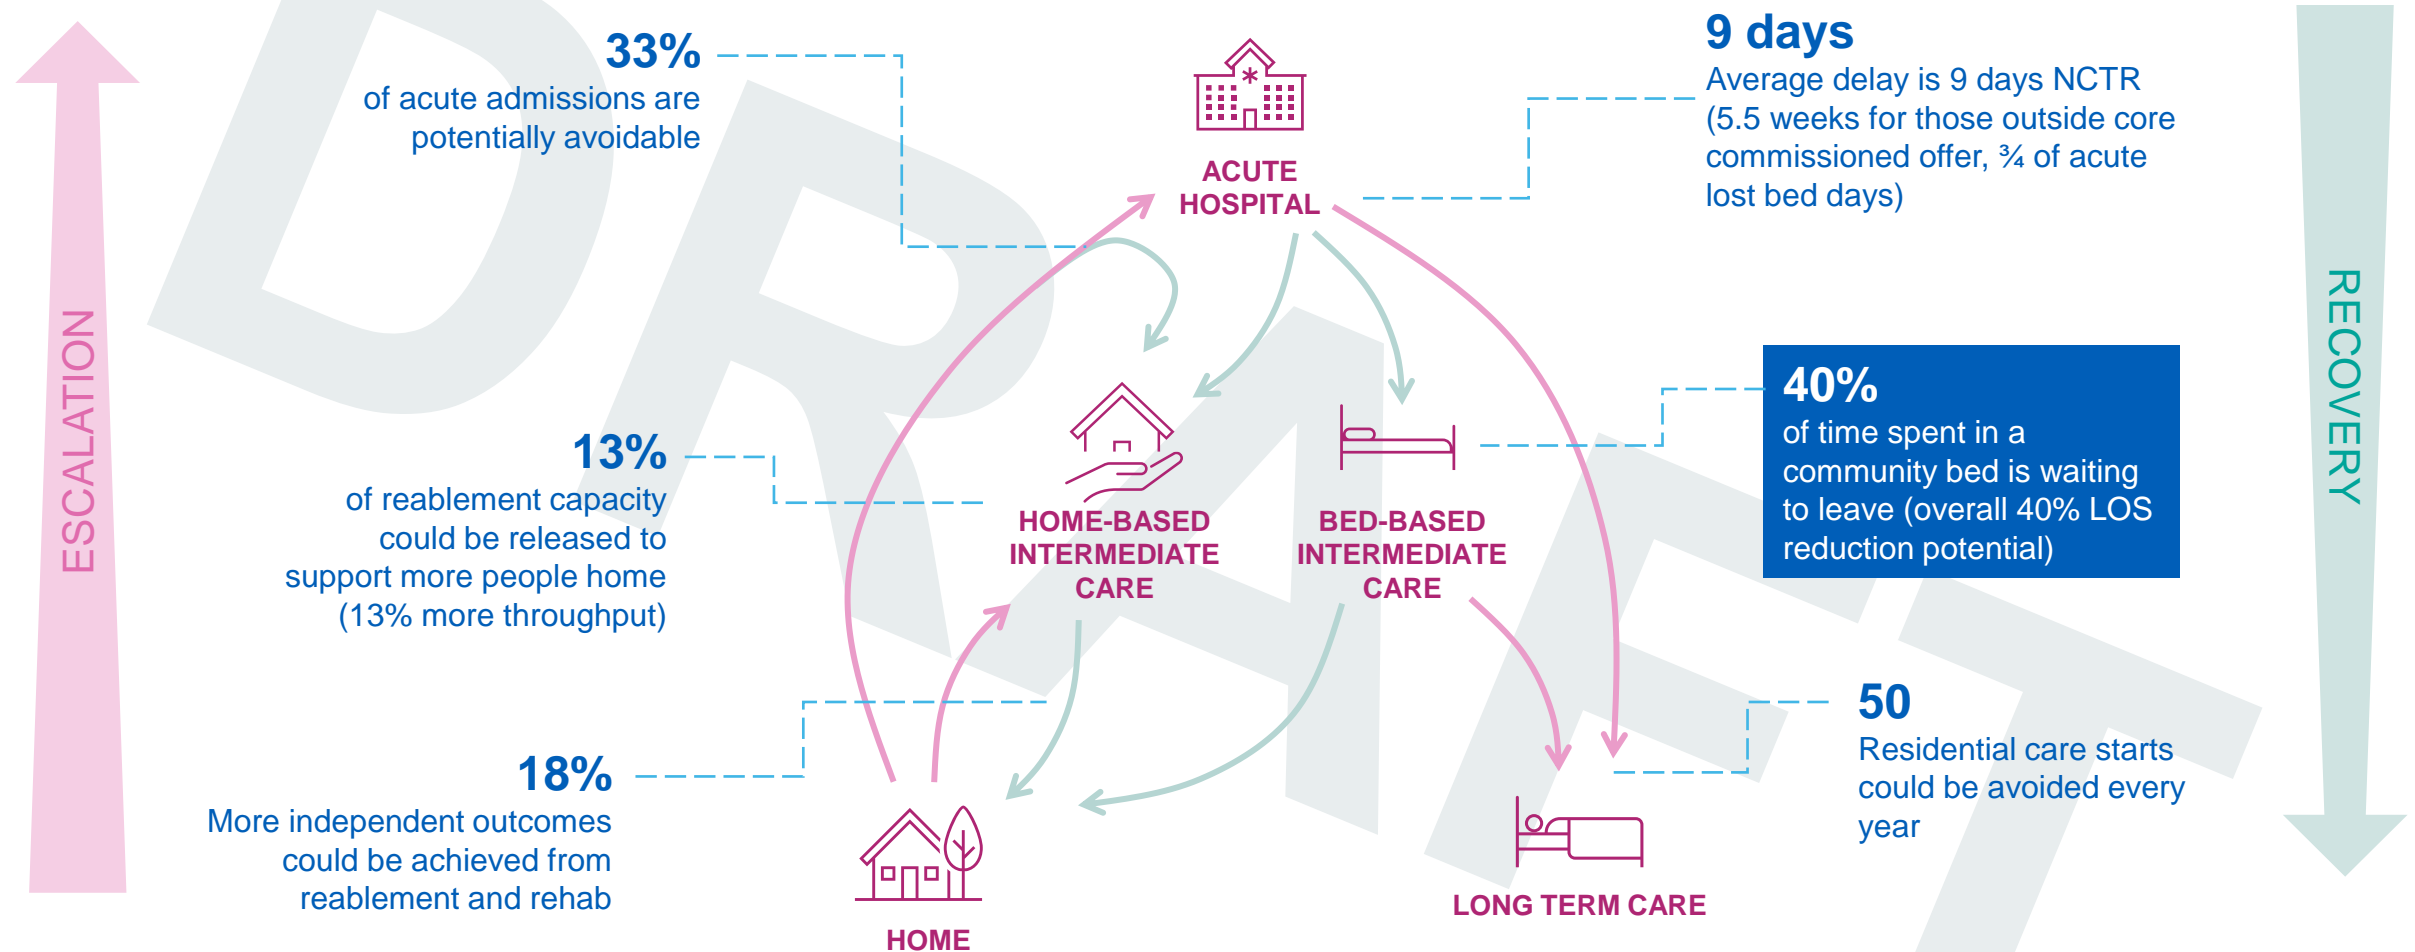 ESCALATION
33%
of acute admissions are
potentially avoidable
ACUTE
HOSPITAL
9 days
Average delay is 9 days NCTR
(5.5 weeks for those outside core
commissioned offer, ¾ of acute
lost bed days)
RECOVERY
13%
of reablement capacity
could be released to
support more people home
(13% more throughput)
HOME-BASED
INTERMEDIATE
CARE
BED-BASED
INTERMEDIATE
CARE
40%
of time spent in a
community bed is waiting
to leave (overall 40% LOS
reduction potential)
18%
More independent outcomes
could be achieved from
reablement and rehab
HOME
50
Residential care starts
could be avoided every
year
LONG TERM CARE
DRAFT